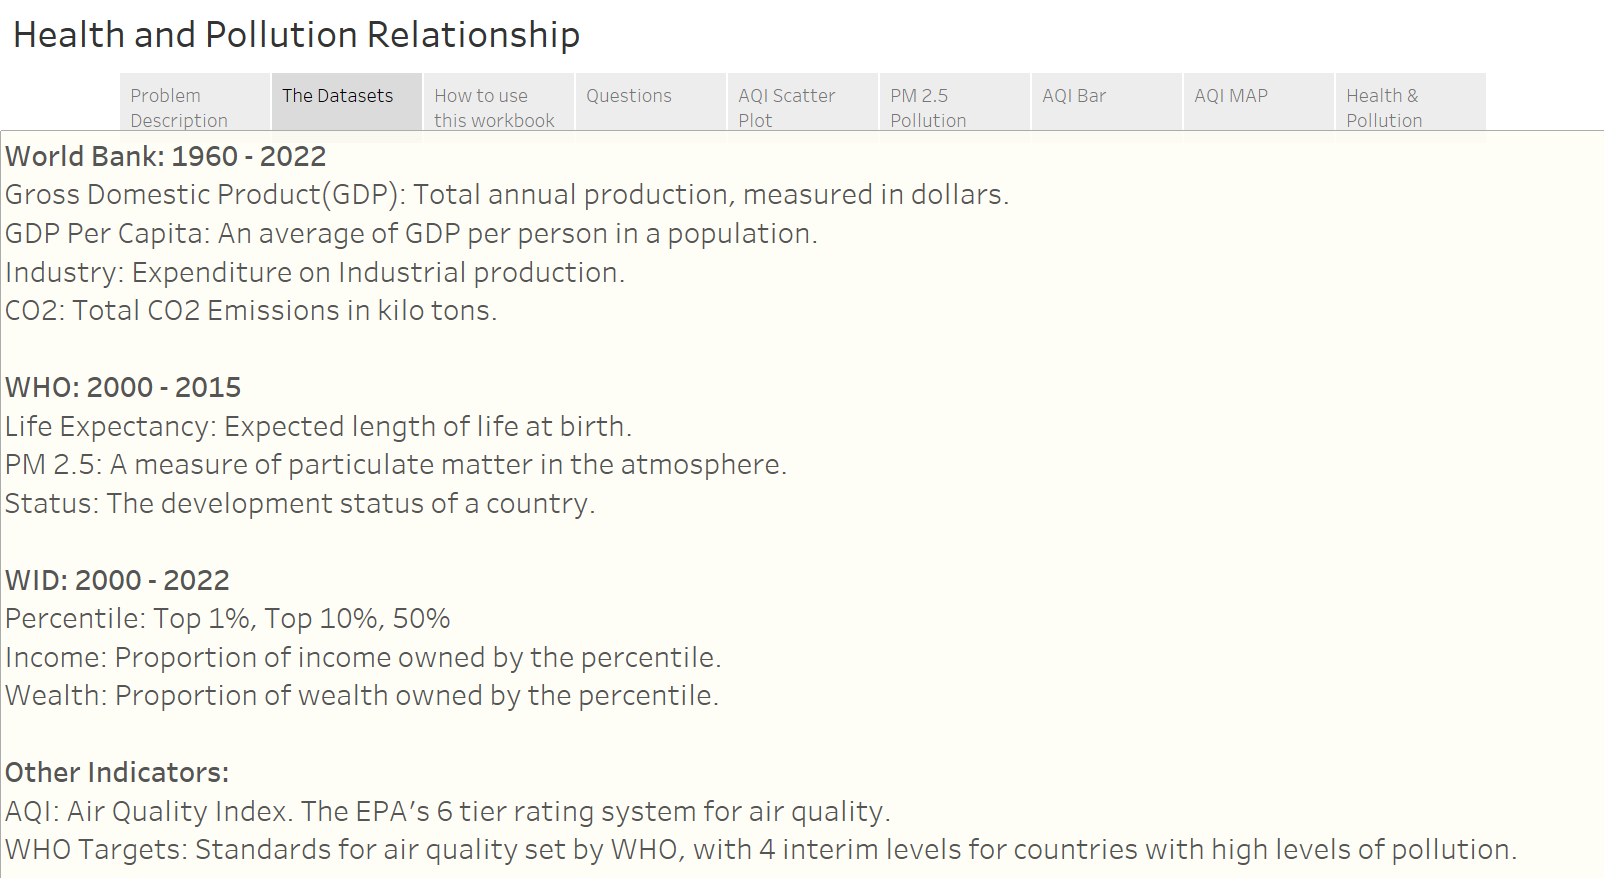 Health and Pollution Relationship
Problem
Description
The Datasets
How to use
this workbook
Questions
AQI Scatter
Plot
PM 2.5
Pollution
AQI Bar
AQI MAP
Health &
Pollution
World Bank: 1960 - 2022
Gross Domestic Product(GDP): Total annual production, measured in dollars.
GDP Per Capita: An average of GDP per person in a population.
Industry: Expenditure on Industrial production.
CO2: Total CO2 Emissions in kilo tons.
WHO: 2000 - 2015
Life Expectancy: Expected length of life at birth.
PM 2.5: A measure of particulate matter in the atmosphere.
Status: The development status of a country.
WID: 2000 - 2022
Percentile: Top 1%, Top 10%, 50%
Income: Proportion of income owned by the percentile.
Wealth: Proportion of wealth owned by the percentile.
Other Indicators:
AQI: Air Quality Index. The EPA’s 6 tier rating system for air quality.
WHO Targets: Standards for air quality set by WHO, with 4 interim levels for countries with high levels of pollution.